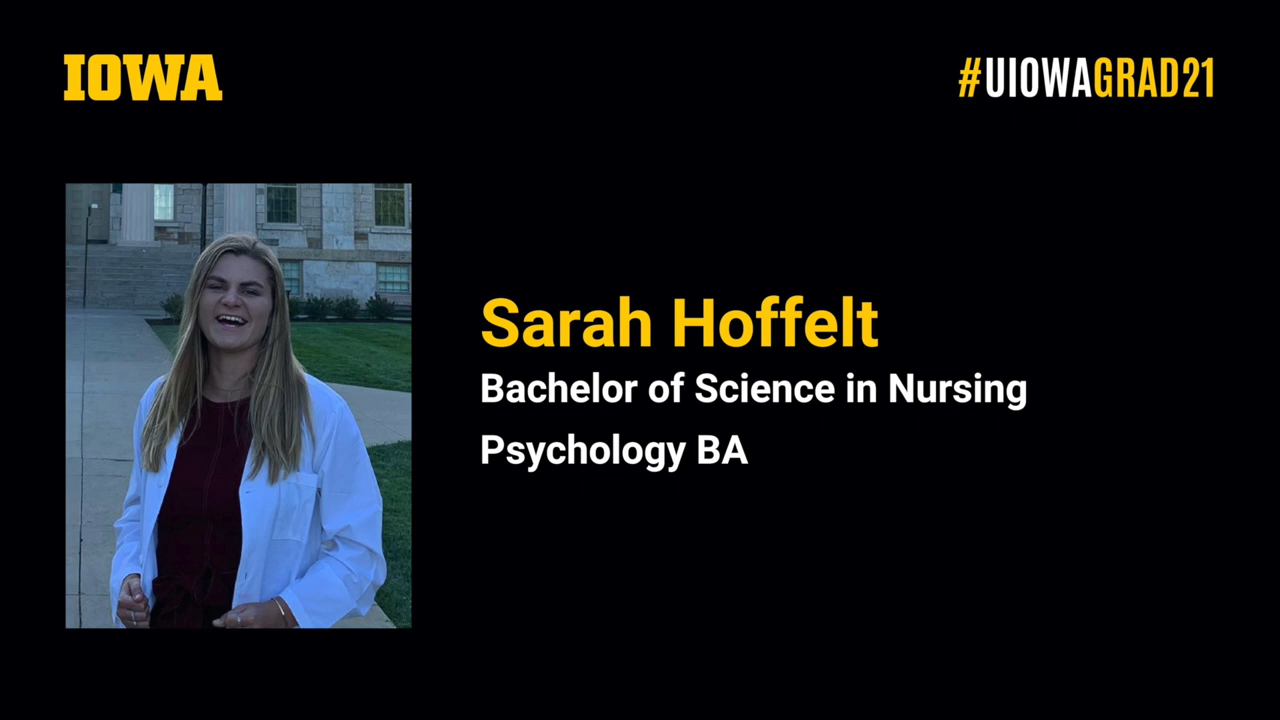 IOWA
#UIOWAGRAD21
Sarah Hoffelt
Bachelor of Science in Nursing
Psychology BA